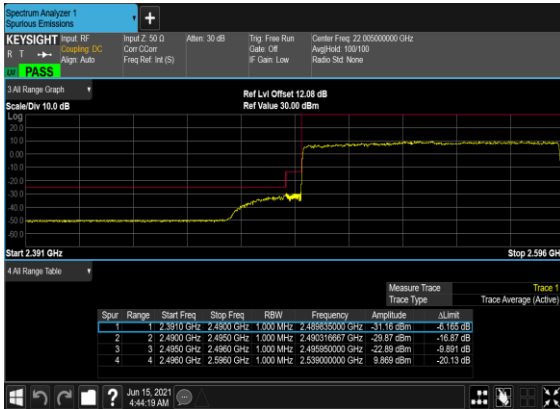 Spectrum Analyzer 1
Spurious Emissions
KEYSIGHT Input: RF Input Z: 50 Ω Atten: 30 dB Trig: Free Run Center Freq: 22.005000000 GHz
R T Coupling: DC Corr CCorr Gate: Off Avg|Hold: 100/100
Align: Auto Freq Ref: Int (S) IF Gain: Low Radio Std: None
PASS
3 All Range Graph
Ref Lvl Offset 12.08 dB
Scale/Div 10.0 dB Ref Value 30.00 dBm
Log
20.0
10.0
0.00
-10.0
-20.0
-30.0
-40.0
-50.0
-60.0
Start 2.391 GHz Stop 2.596 GH
4 All Range Table
Measure Trace Trace 1
Trace Type Trace Average (Active)
Spur Range Start Freq Stop Freq RBW Frequency Amplitude ΔLimit
1 1 2.3910 GHz 2.4900 GHz 1.000 MHz 2.489835000 GHz -31.16 dBm -6.165 dB
2 2 2.4900 GHz 2.4950 GHz 1.000 MHz 2.490316667 GHz -29.87 dBm -16.87 dB
3 3 2.4950 GHz 2.4960 GHz 1.000 MHz 2.495950000 GHz -22.89 dBm -9.891 dB
4 4 2.4960 GHz 2.5960 GHz 1.000 MHz 2.539000000 GHz 9.869 dBm -20.13 dB
? Jun 15, 2021
4:44:19 AM